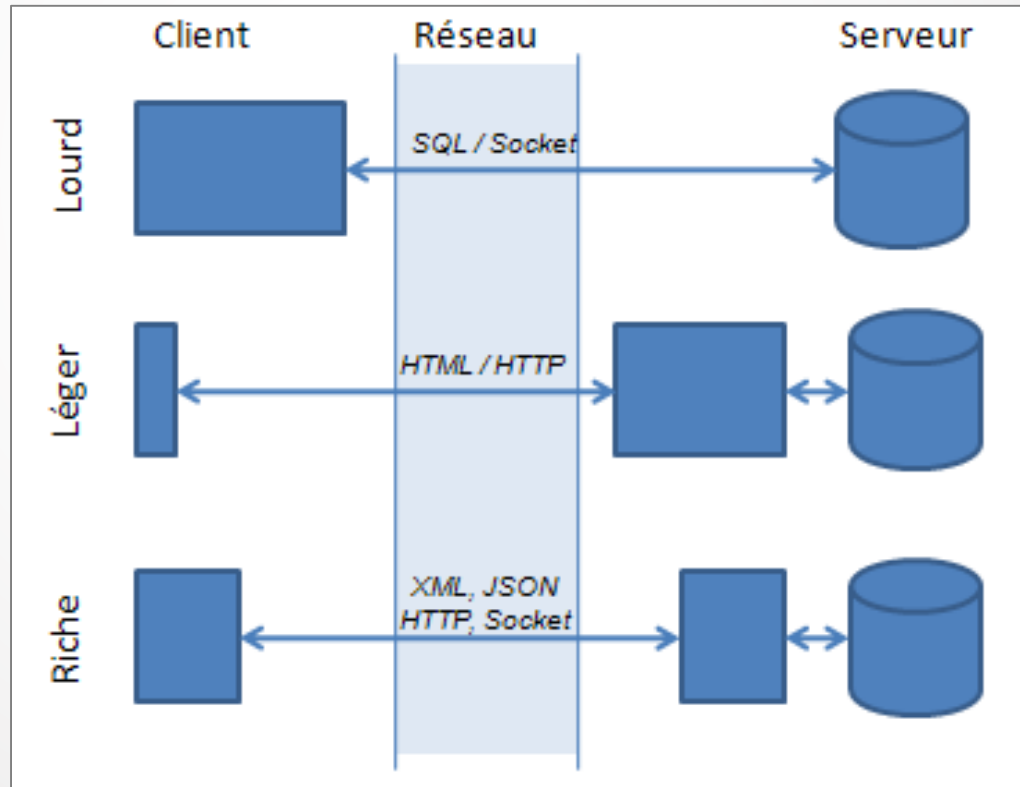 Client
Réseau
Serveur
Lourd
SQL / Socket
Léger
HTML / HTTP
Riche
XML, JSON
HTTP, Socket